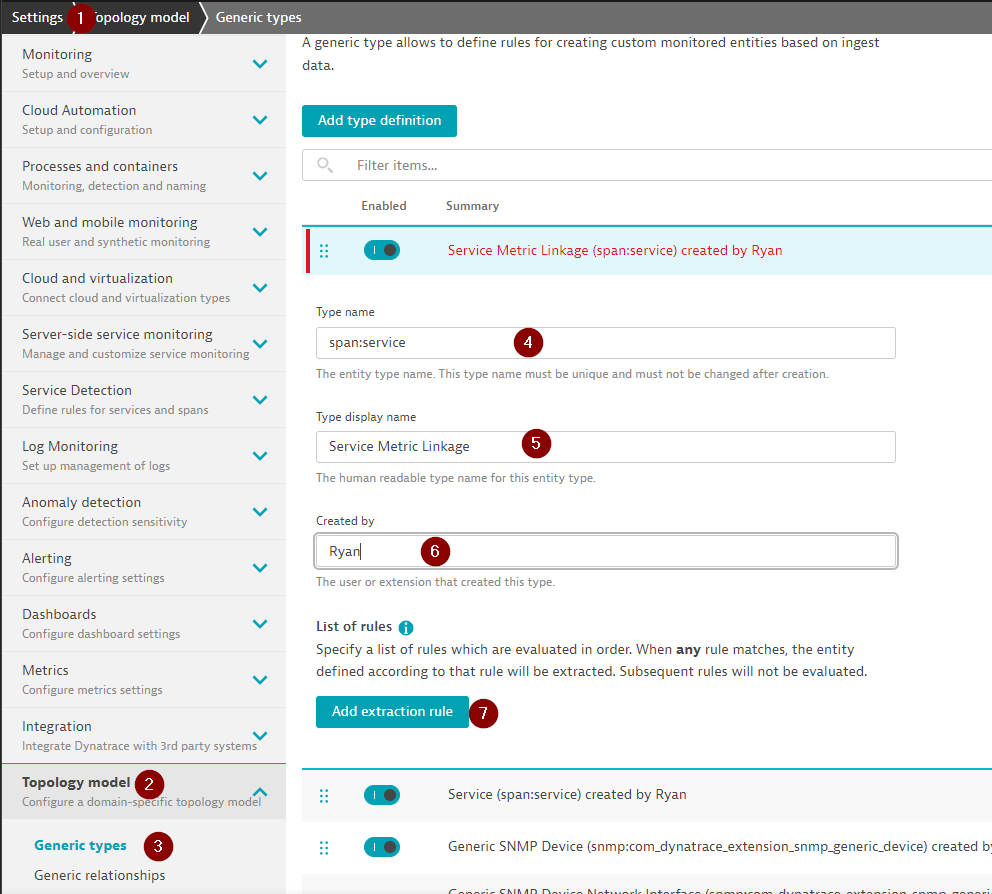 Settings 1 Topology model Generic types
Monitoring
Setup and overview
Cloud Automation
Setup and configuration
Processes and containers
Monitoring, detection and naming
Web and mobile monitoring
Real user and synthetic monitoring
Cloud and virtualization
Connect cloud and virtualization types
Server-side service monitoring
Manage and customize service monitoring
Service Detection
Define rules for services and spans
Log Monitoring
Set up management of logs
Anomaly detection
Configure detection sensitivity
Alerting
Configure alerting settings
Dashboards
Configure dashboard settings
Metrics
Configure metrics settings
Integration
Integrate Dynatrace with 3rd party systems
Topology model 2
Configure a domain-specific topology model
Generic types 3
Generic relationships
A generic type allows to define rules for creating custom monitored entities based on ingest
data.
Add type definition
Filter items...
Enabled Summary
Service Metric Linkage (span:service) created by Ryan
Type name
span:service 4
The entity type name. This type name must be unique and must not be changed after creation.
Type display name
Service Metric Linkage 5
The human readable type name for this entity type.
Created by
Ryan 6
The user or extension that created this type.
List of rules
Specify a list of rules which are evaluated in order. When any rule matches, the entity
defined according to that rule will be extracted. Subsequent rules will not be evaluated.
Add extraction rule 7
Service (span:service) created by Ryan
Generic SNMP Device (snmp:com_dynatrace_extension_snmp_generic_device) created